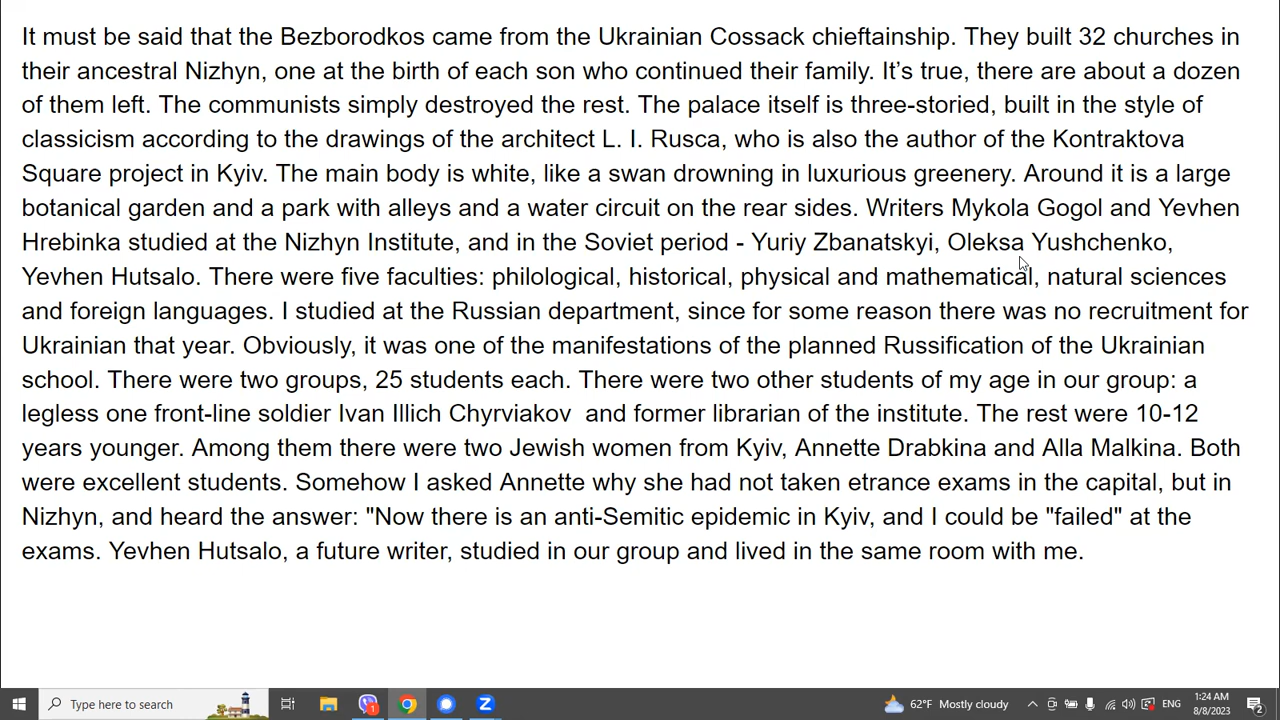 It must be said that the Bezborodkos came from the Ukrainian Cossack chieftainship. They built 32 churches in
their ancestral Nizhyn, one at the birth of each son who continued their family. It’s true, there are about a dozen
of them left. The communists simply destroyed the rest. The palace itself is three-storied, built in the style of
classicism according to the drawings of the architect L. I. Rusca, who is also the author of the Kontraktova
Square project in Kyiv. The main body is white, like a swan drowning in luxurious greenery. Around it is a large
botanical garden and a park with alleys and a water circuit on the rear sides. Writers Mykola Gogol and Yevhen
Hrebinka studied at the Nizhyn Institute, and in the Soviet period - Yuriy Zbanatskyi, Oleksa Yushchenko,
Yevhen Hutsalo. There were five faculties: philological, historical, physical and mathematical, natural sciences
and foreign languages. I studied at the Russian department, since for some reason there was no recruitment for
Ukrainian that year. Obviously, it was one of the manifestations of the planned Russification of the Ukrainian
school. There were two groups, 25 students each. There were two other students of my age in our group: a
legless one front-line soldier Ivan Illich Chyrviakov  and former librarian of the institute. The rest were 10-12
years younger. Among them there were two Jewish women from Kyiv, Annette Drabkina and Alla Malkina. Both
were excellent students. Somehow I asked Annette why she had not taken etrance exams in the capital, but in
Nizhyn, and heard the answer: "Now there is an anti-Semitic epidemic in Kyiv, and I could be "failed" at the
exams. Yevhen Hutsalo, a future writer, studied in our group and lived in the same room with me.
Type here to search
1
62°F Mostly cloudy
ENG
1:24 AM
8/8/2023
2